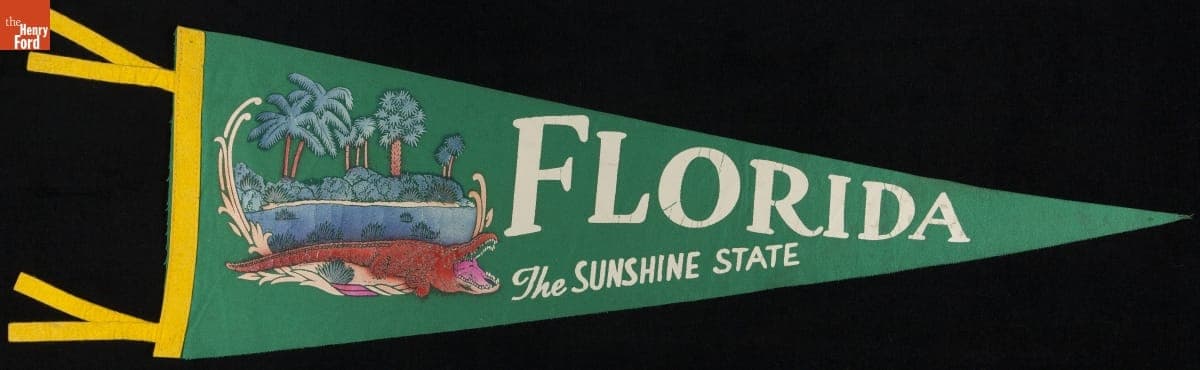 the
Henry
Ford
FLORIDA
The SUNSHINE STATE